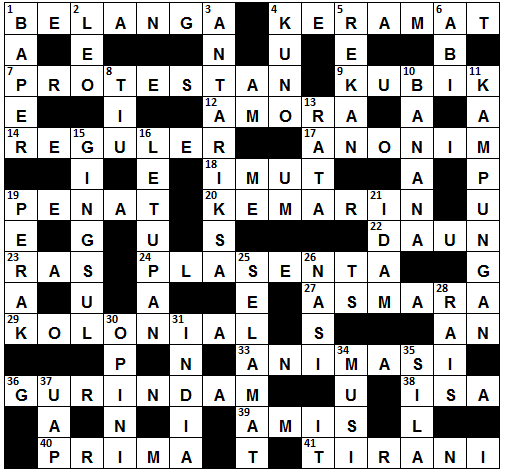 1 2 3 4 5 6
B E L A N G A K E R A M A T
A E N U E B
7 8 9 10 11
P R O T E S T A N K U B I K
12 13
E I A M O R A A A
14 15 16 17
R E G U L E R A N O N I M
18
I E I M U T A P
19 20 21
P E N A T K E M A R I N U
22
E G U S D A U N
23 24 25 26
R A S P L A S E N T A G
27 28
A U A E A S M A R A
29 30 31
K O L O N I A L S A N
33 34 35
P N A N I M A S I
36 37 38
G U R I N D A M U I S A
39
A N I A M I S L
40 41
P R I M A T T I R A N I